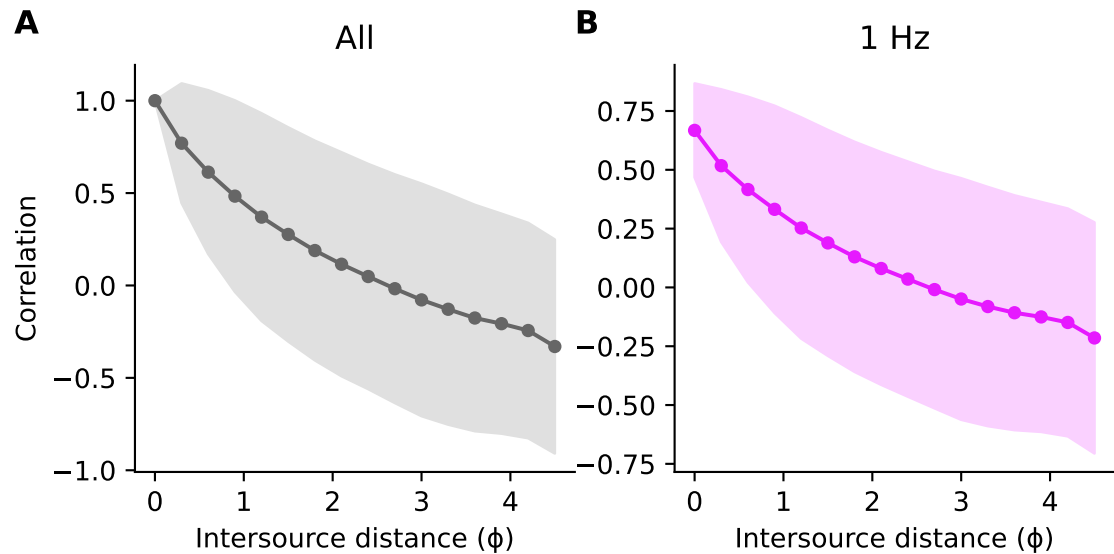 A
All
Correlation
1.0
0.5
0.0
−0.5
−1.0
0 1 2 3 4
Intersource distance (ϕ)
B
1 Hz
0.75
0.50
0.25
0.00
−0.25
−0.50
−0.75
0 1 2 3 4
Intersource distance (ϕ)